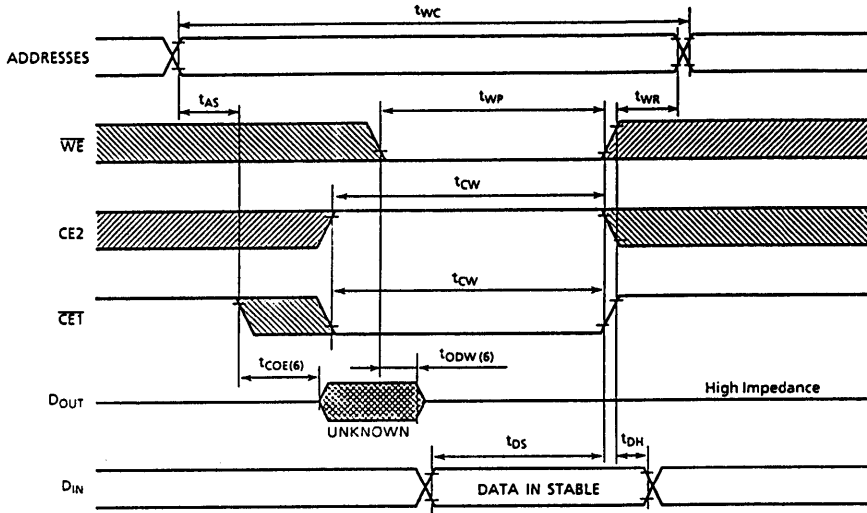 tWC
ADDRESSES
tAS
tWP
tWR
WE
tCW
CE2
tCW
CE1
tCOE(6)
tODW(6)
DOUT
High Impedance
UNKNOWN
tDS
tDH
DIN
DATA IN STABLE